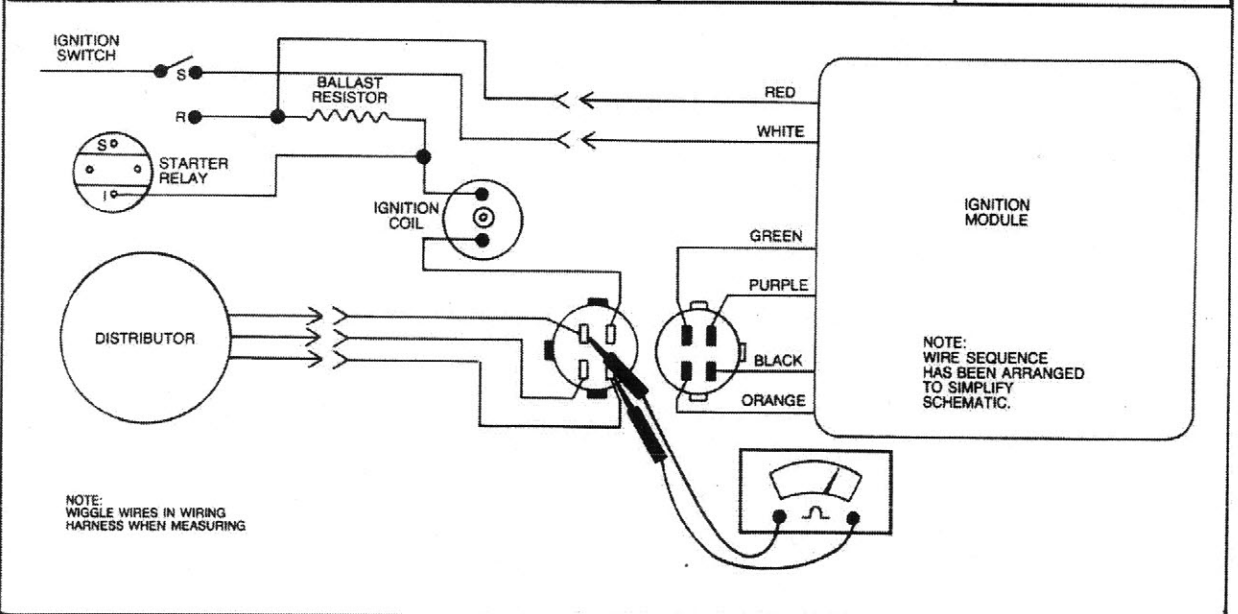 IGNITION
SWITCH
S
BALLAST
RESISTOR
RED
R
WHITE
S
STARTER
RELAY
I
IGNITION
COIL
IGNITION
MODULE
GREEN
PURPLE
DISTRIBUTOR
BLACK
NOTE:
WIRE SEQUENCE
HAS BEEN ARRANGED
TO SIMPLIFY
SCHEMATIC.
ORANGE
NOTE:
WIGGLE WIRES IN WIRING
HARNESS WHEN MEASURING
Ω